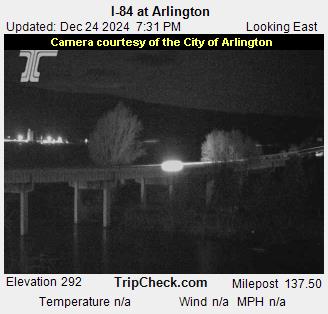 I-84 at Arlington
Updated: Dec 24 2024 7:31 PM Looking East
Camera courtesy of the City of Arlington
Elevation 292 TripCheck.com Milepost 137.50
Temperature n/a Wind n/a MPH n/a